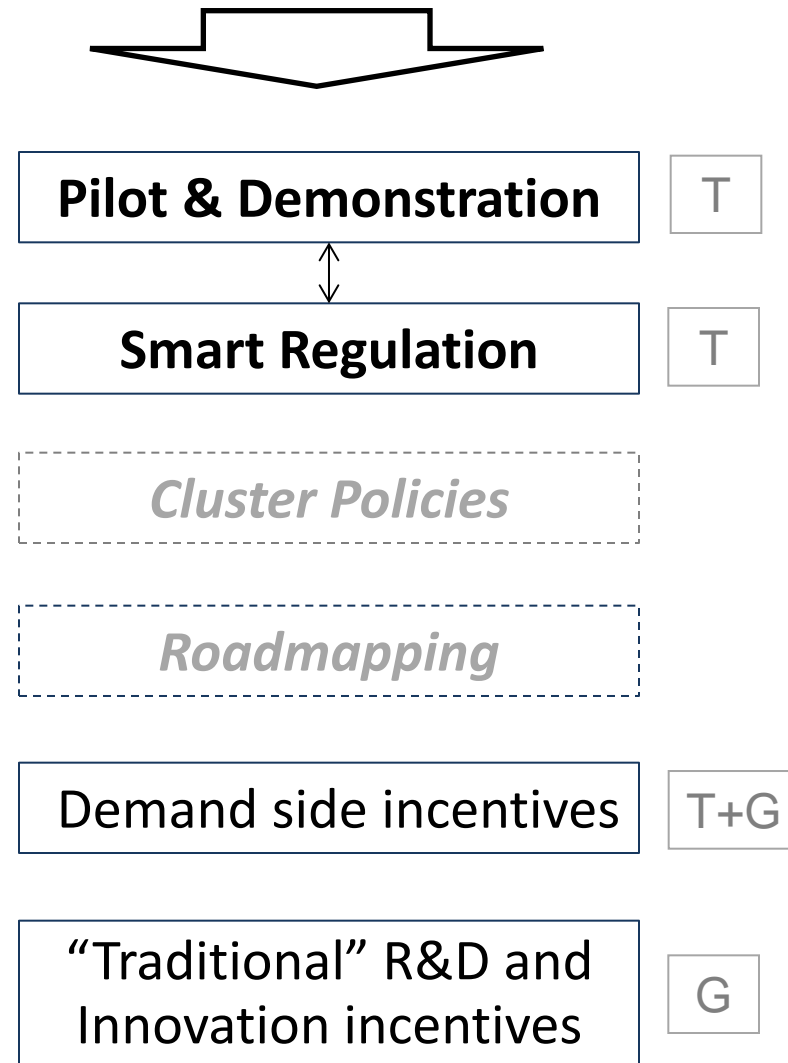 Pilot & Demonstration
T
Smart Regulation
T
Cluster Policies
Roadmapping
Demand side incentives
T+G
“Traditional” R&D and
Innovation incentives
G